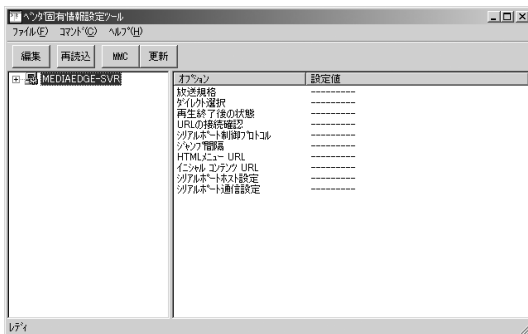 ﾍﾞﾝﾀﾞ固有情報設定ﾂｰﾙ
ﾌｧｲﾙ(F) ｺﾏﾝﾄﾞ(C) ﾍﾙﾌﾟ(H)
編集 再読込 MMC 更新
MEDIAEDGE-SVR
ｵﾌﾟｼｮﾝ 設定値
放送規格 ---------
ﾀﾞｲﾚｸﾄ選択 ---------
再生終了後の状態 ---------
URLの接続確認 ---------
ｼﾘｱﾙﾎﾟｰﾄ制御ﾌﾟﾛﾄｺﾙ ---------
ｼﾞｬﾝﾌﾟ間隔 ---------
HTMLﾒﾆｭｰ URL ---------
ｲﾆｼｬﾙ ｺﾝﾃﾝﾂ URL ---------
ｼﾘｱﾙﾎﾟｰﾄﾎｽﾄ設定 ---------
ｼﾘｱﾙﾎﾟｰﾄ通信設定 ---------
ﾚﾃﾞｨ